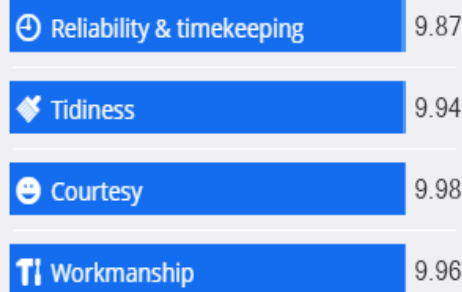 Reliability & timekeeping 9.87
Tidiness 9.94
Courtesy 9.98
Workmanship 9.96